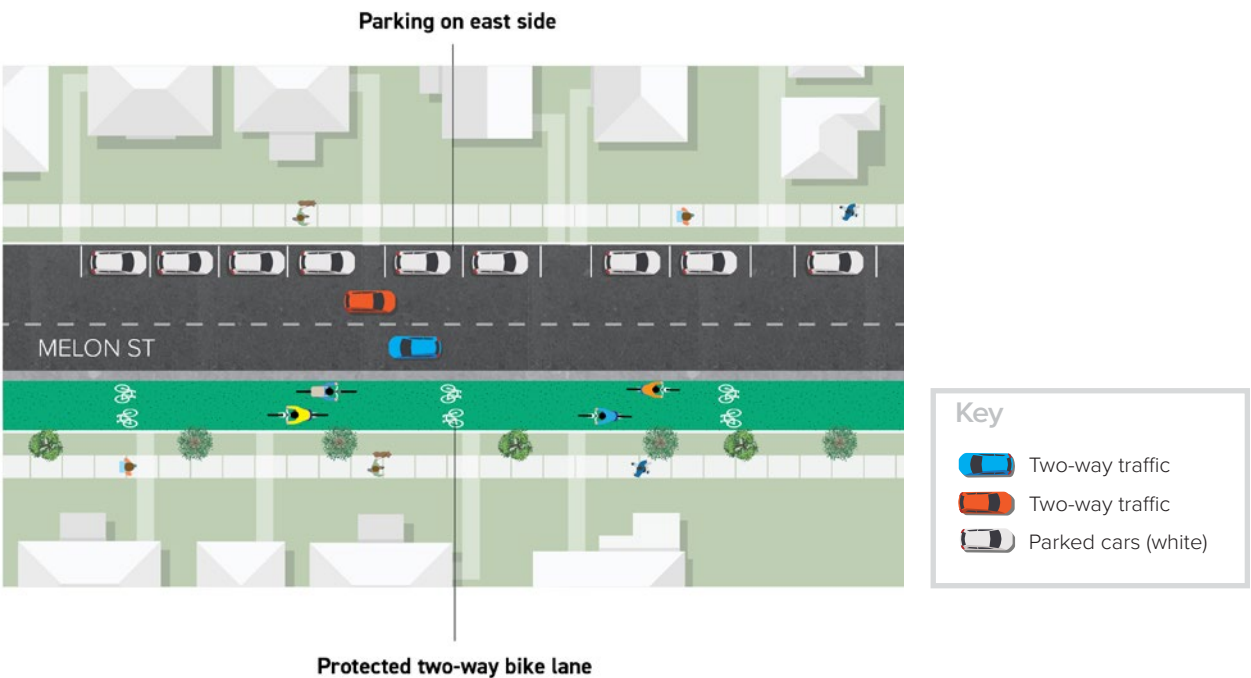 Parking on east side
MELON ST
Protected two-way bike lane
Key
Two-way traffic
Two-way traffic
Parked cars (white)